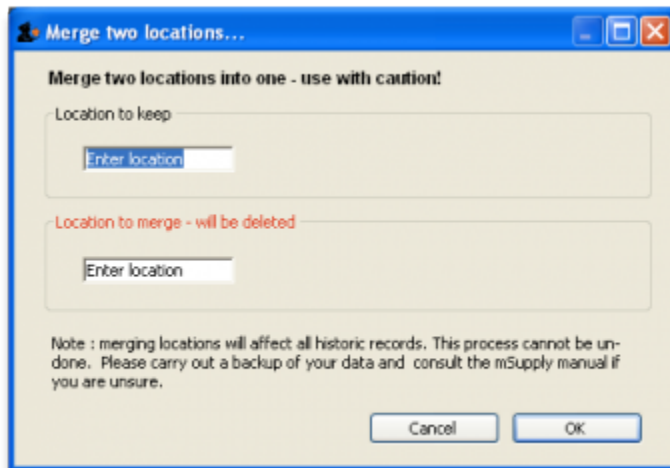 Merge two locations...
Merge two locations into one - use with caution!
Location to keep
Enter location
Location to merge - will be deleted
Enter location
Note : merging locations will affect all historic records. This process cannot be un-
done. Please carry out a backup of your data and consult the mSupply manual if
you are unsure.
Cancel OK